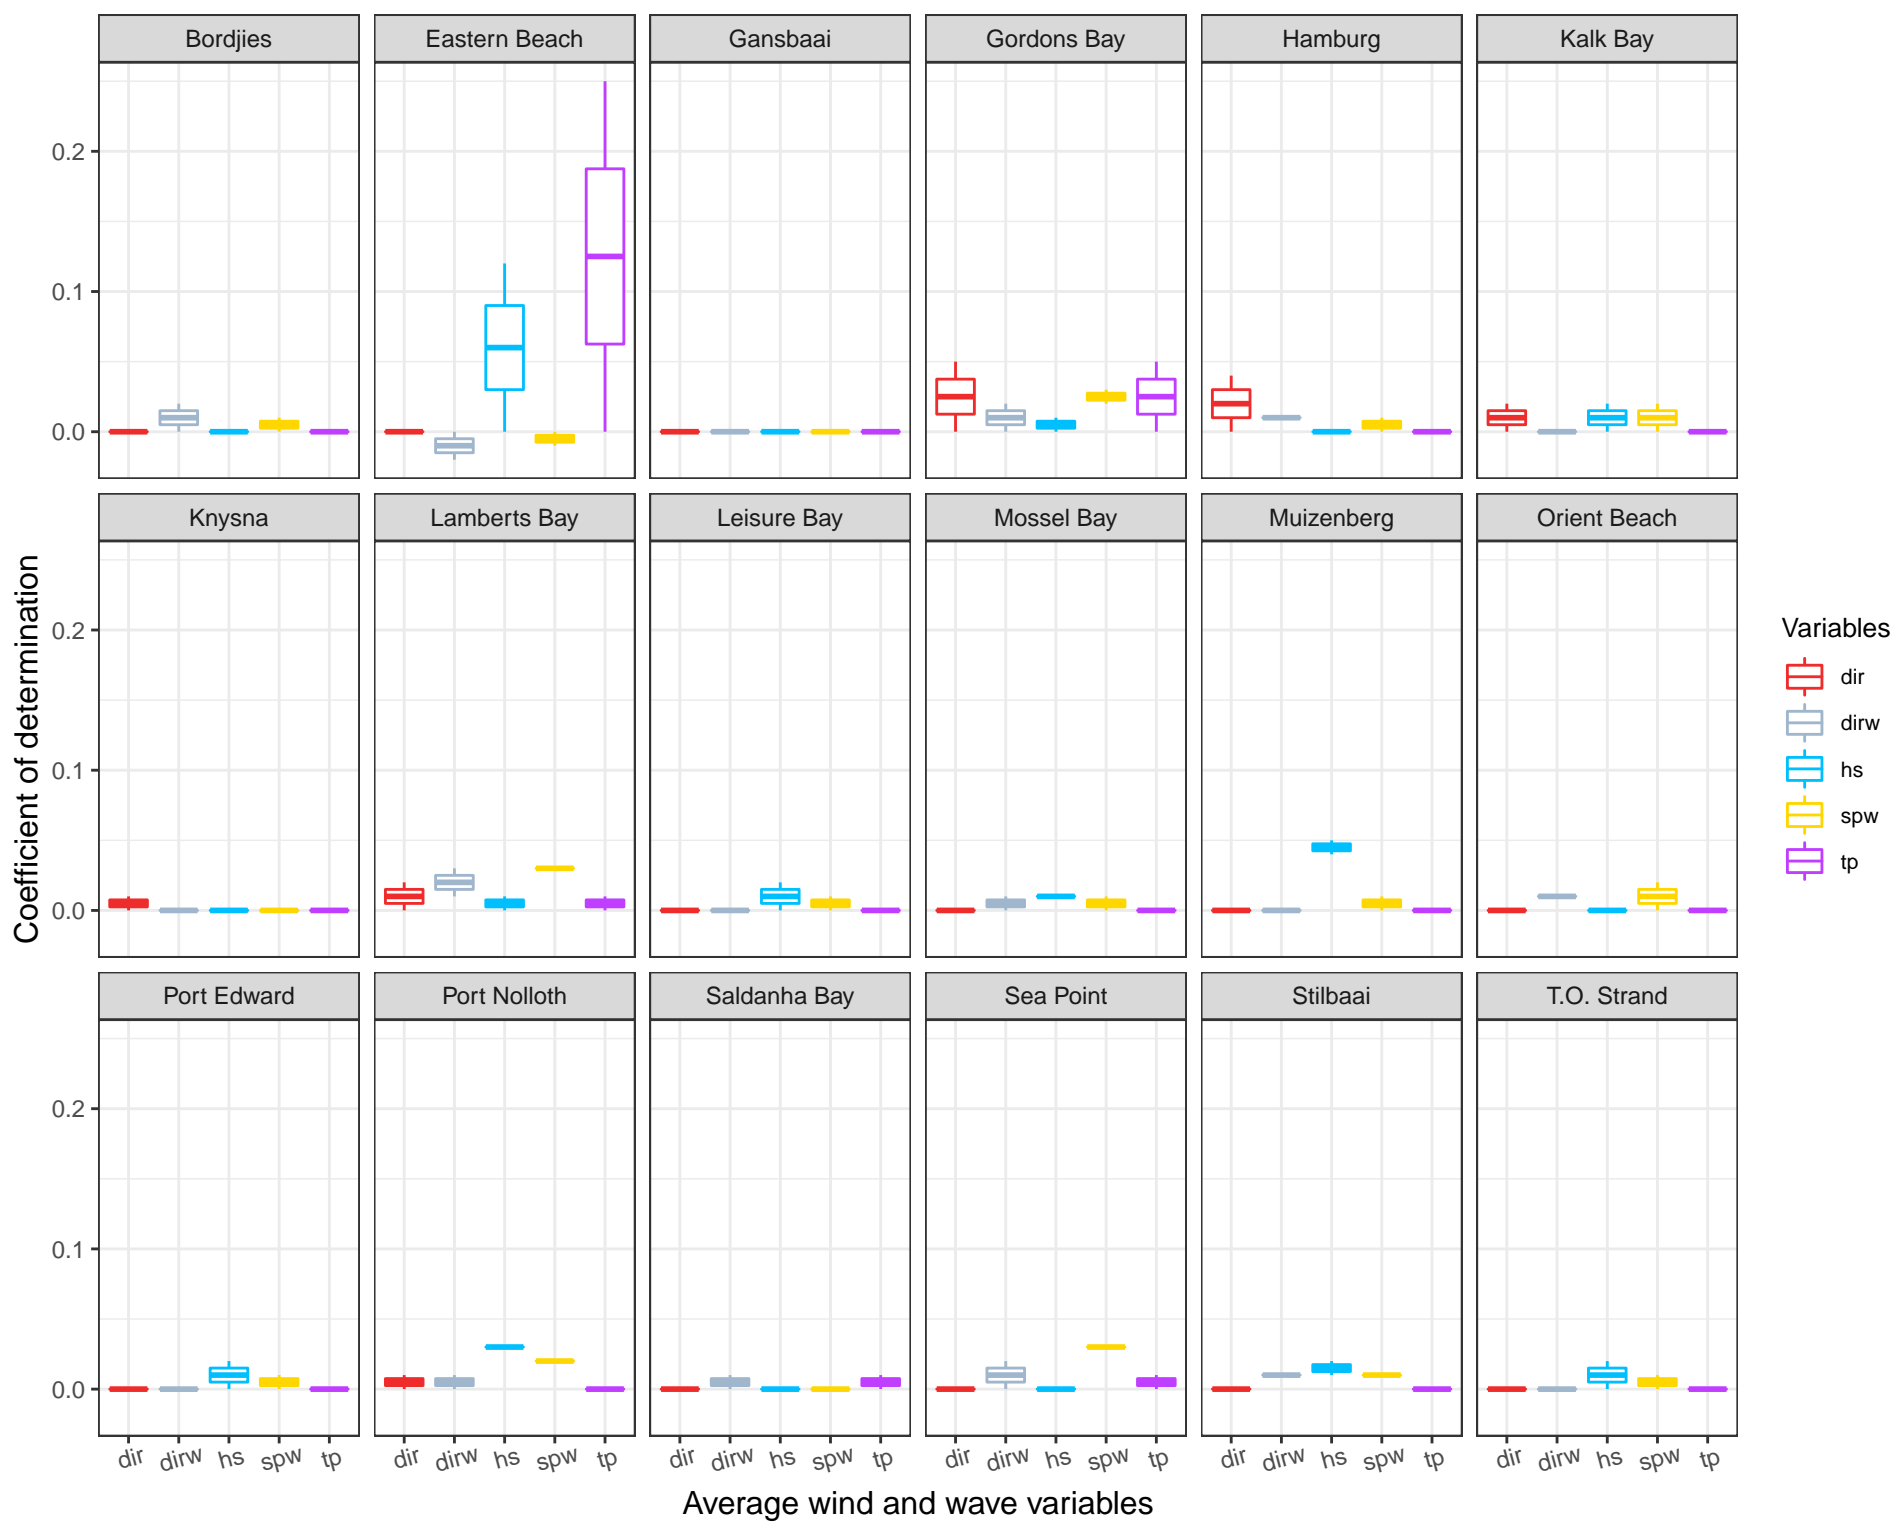 Bordjies Eastern Beach Gansbaai Gordons Bay Hamburg Kalk Bay
0.2
0.1
0.0
Knysna Lamberts Bay Leisure Bay Mossel Bay Muizenberg Orient Beach
0.2
0.1
0.0
Port Edward Port Nolloth Saldanha Bay Sea Point Stilbaai T.O. Strand
0.2
0.1
0.0
dir dirw hs spw tp dir dirw hs spw tp dir dirw hs spw tp dir dirw hs spw tp dir dirw hs spw tp dir dirw hs spw tp
Average wind and wave variables
Coefficient of determination
Variables
dir
dirw
hs
spw
tp